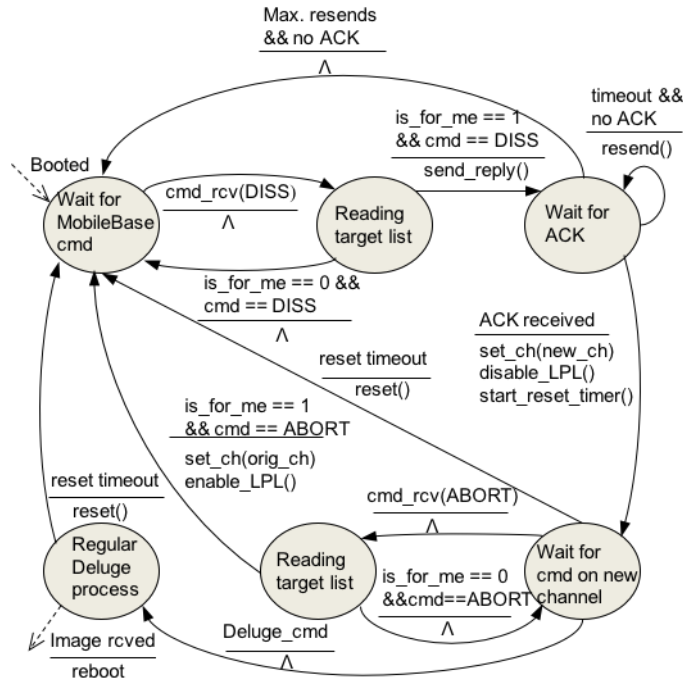 Max. resends
&& no ACK
Λ
timeout &&
no ACK
resend()
is_for_me == 1
&& cmd == DISS
send_reply()
Booted
cmd_rcv(DISS)
Λ
Wait for
MobileBase
cmd
Reading
target list
Wait for
ACK
is_for_me == 0 &&
cmd == DISS
Λ
ACK received
set_ch(new_ch)
disable_LPL()
start_reset_timer()
reset timeout
reset()
is_for_me == 1
&& cmd == ABORT
set_ch(orig_ch)
enable_LPL()
reset timeout
reset()
cmd_rcv(ABORT)
Λ
Regular
Deluge
process
Reading
target list
Wait for
cmd on new
channel
is_for_me == 0
&&cmd==ABORT
Λ
Deluge_cmd
Λ
Image rcved
reboot